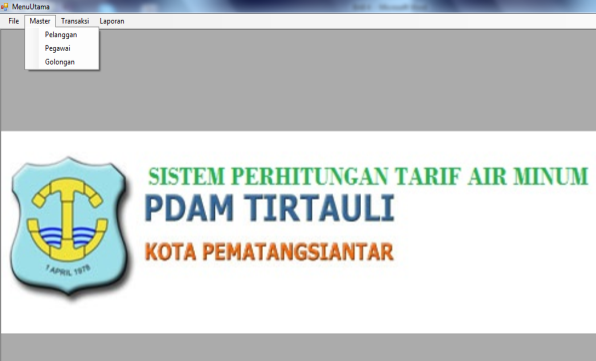 MenuUtama
File Master Transaksi Laporan
Pelanggan
Pegawai
Golongan
SISTEM PERHITUNGAN TARIF AIR MINUM
PDAM TIRTAULI
KOTA PEMATANGSIANTAR
1 APRIL 1976